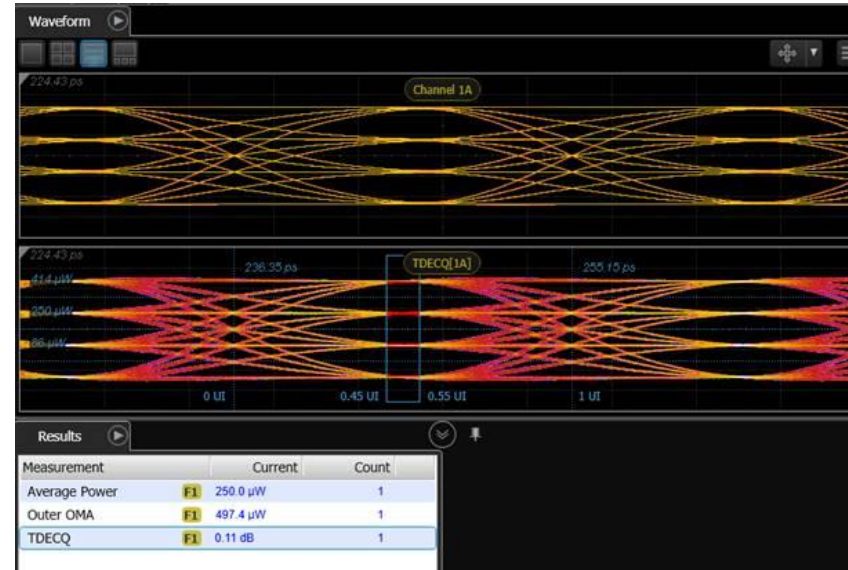 Waveform
224.43 ps
Channel 1A
224.43 ps
236.35 ps
TDECQ[1A]
255.15 ps
414 µW
250 µW
86 µW
0 UI
0.45 UI
0.55 UI
1 UI
Results
Measurement Current Count
Average Power F1 250.0 µW 1
Outer OMA F1 497.4 µW 1
TDECQ F1 0.11 dB 1